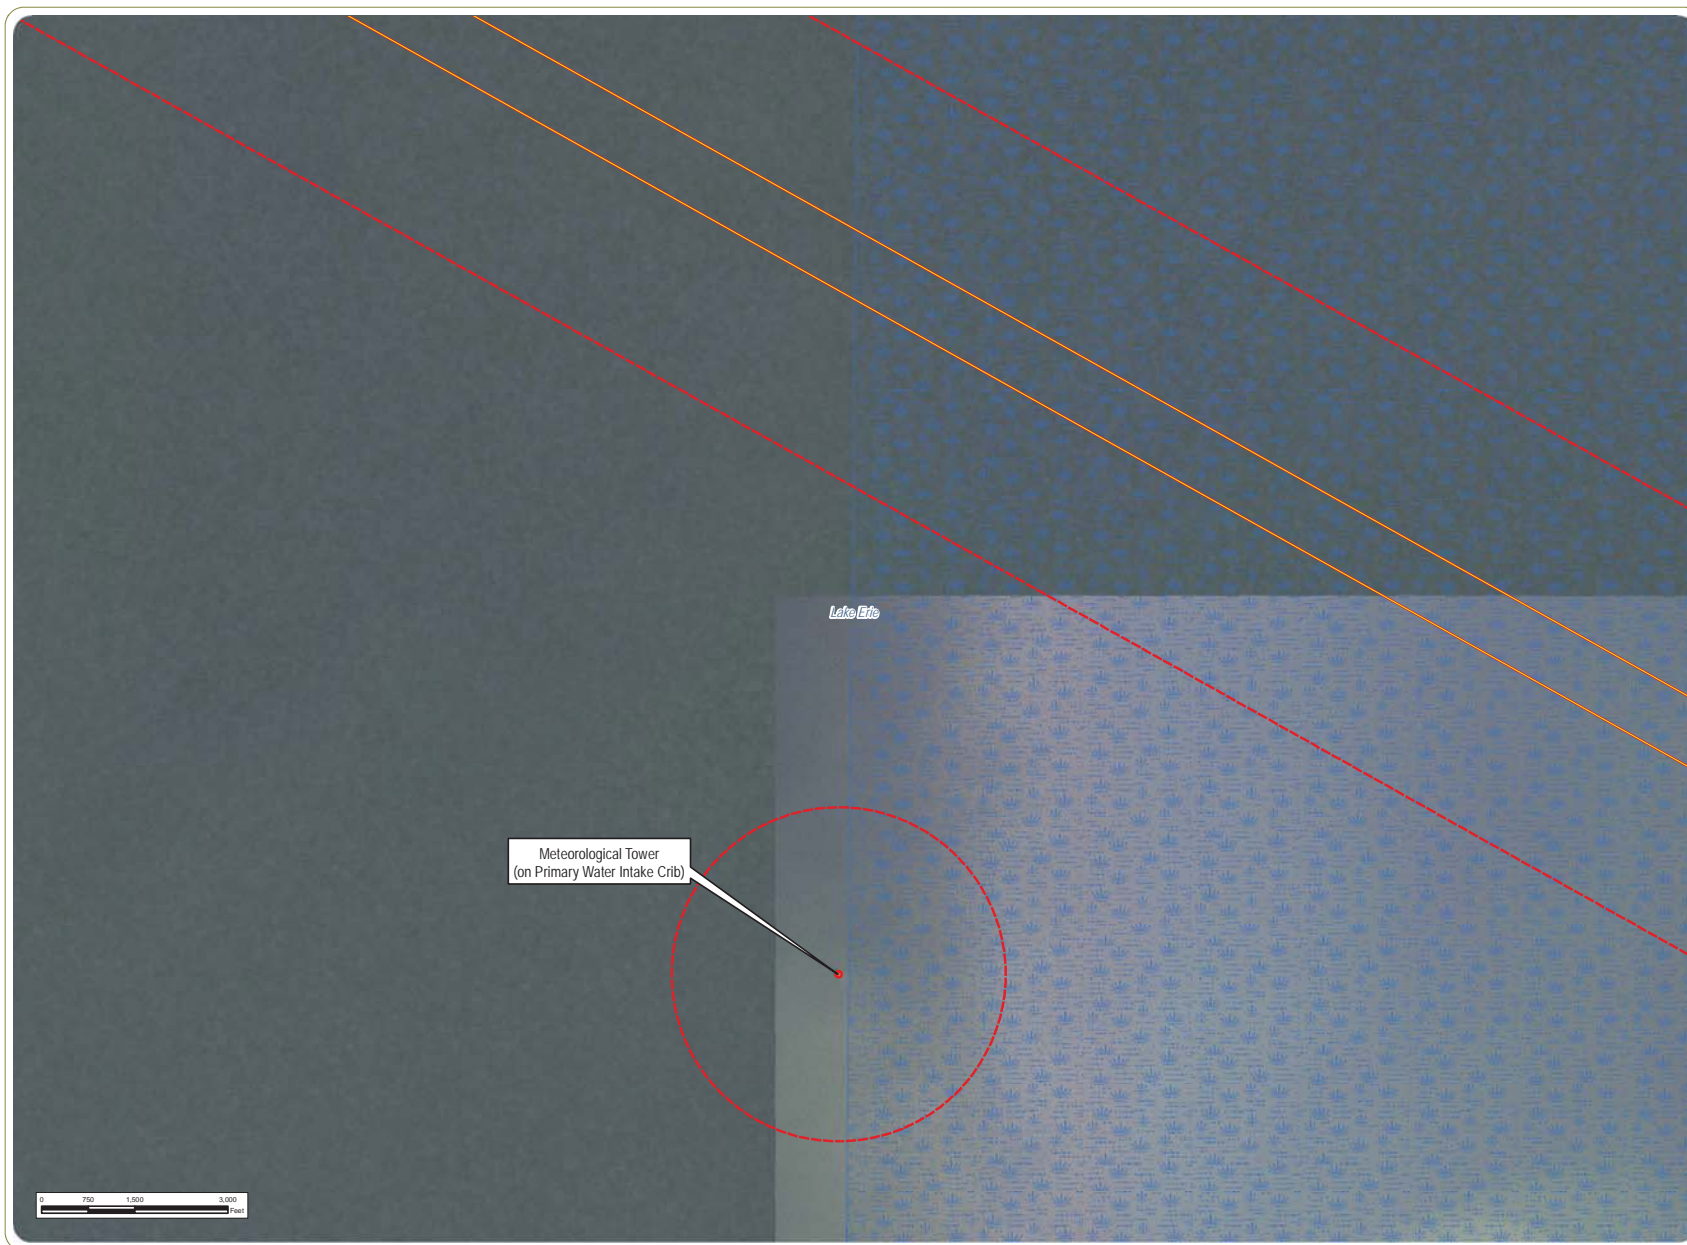 Lake Erie
Meteorological Tower
(on Primary Water Intake Crib)
0 750 1,500 3,000
Feet